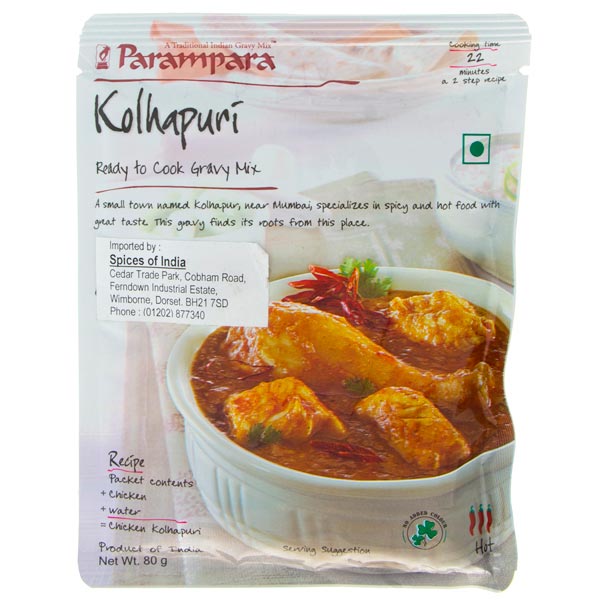 A Traditional Indian Gravy Mix
Parampara™
Cooking time
22
minutes
a 2 step recipe
Kolhapuri
Ready to Cook Gravy Mix
A small town named Kolhapur, near Mumbai, specializes in spicy and hot food with
great taste. This gravy finds its roots from this place.
Imported by :
Spices of India
Cedar Trade Park, Cobham Road,
Ferndown Industrial Estate,
Wimborne, Dorset. BH21 7SD
Phone : (01202) 877340
Recipe
Packet contents
+ Chicken
+ water
= Chicken Kolhapuri
Product of India
Net Wt. 80 g
Serving Suggestion
NO ADDED COLOUR
Hot